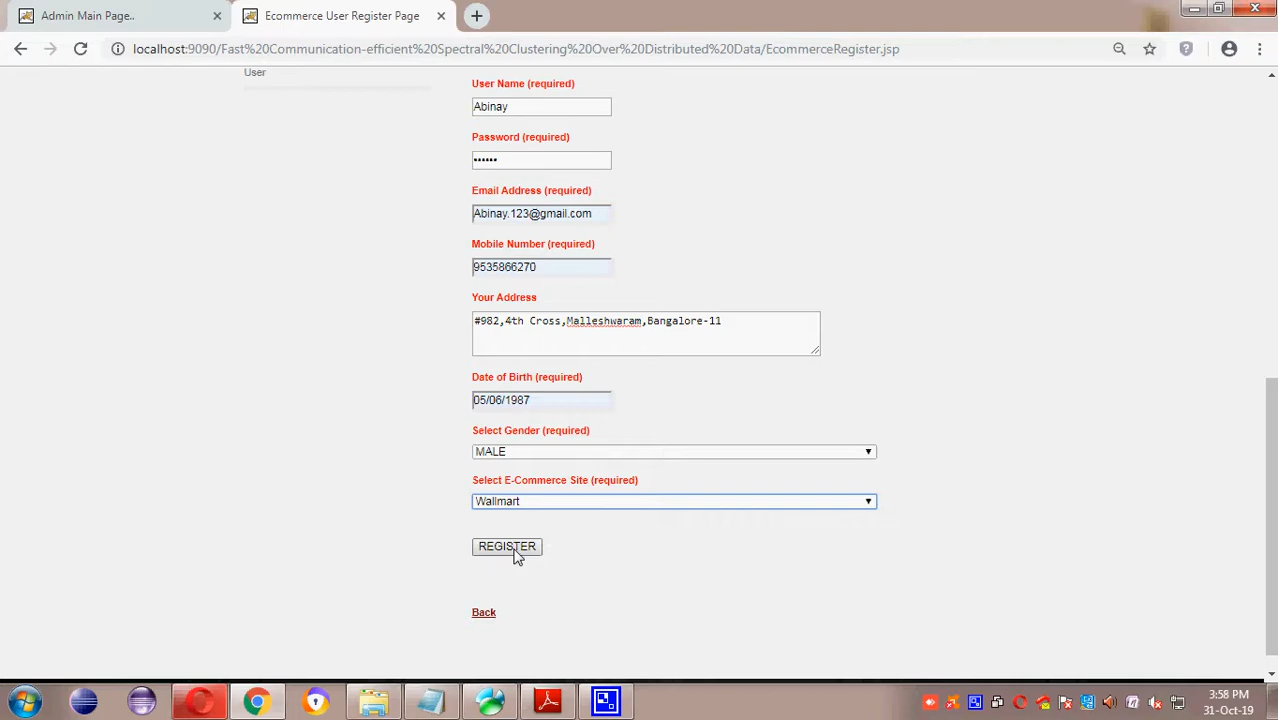 Admin Main Page..
Ecommerce User Register Page
localhost:9090/Fast%20Communication-efficient%20Spectral%20Clustering%20Over%20Distributed%20Data/EcommerceRegister.jsp
User
User Name (required)
Abinay
Password (required)
••••••
Email Address (required)
Abinay.123@gmail.com
Mobile Number (required)
9535866270
Your Address
#982,4th Cross,Malleshwaram,Bangalore-11
Date of Birth (required)
05/06/1987
Select Gender (required)
MALE
Select E-Commerce Site (required)
Wallmart
REGISTER
Back
3:58 PM
31-Oct-19